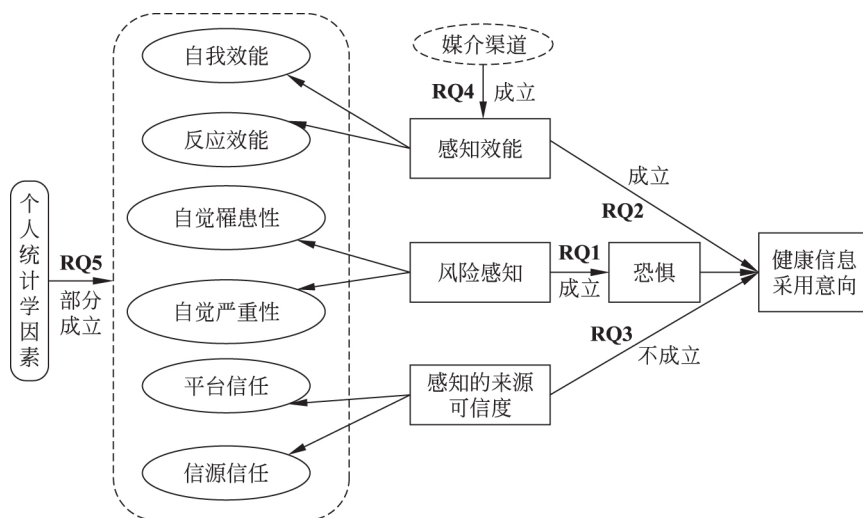 个人统计学因素
RQ5
部分
成立
自我效能
反应效能
自觉罹患性
自觉严重性
平台信任
信源信任
媒介渠道
RQ4
成立
感知效能
风险感知
感知的来源
可信度
RQ1
成立
恐惧
成立
RQ2
RQ3
不成立
健康信息
采用意向